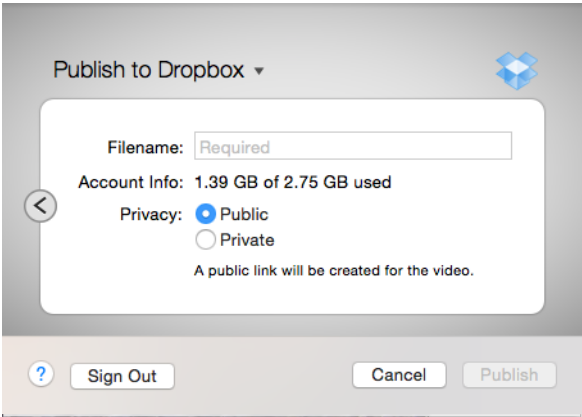 Publish to Dropbox
Filename: Required
Account Info: 1.39 GB of 2.75 GB used
Privacy: Public
Private
A public link will be created for the video.
? Sign Out Cancel Publish